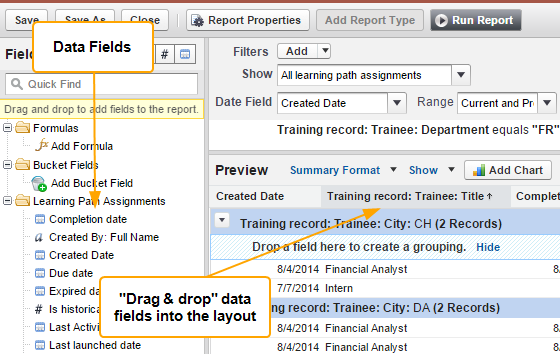 Save
Save As
Close
Report Properties
Add Report Type
Run Report
Data Fields
#
Quick Find
Drag and drop to add fields to the report.
Formulas
fx Add Formula
Bucket Fields
Add Bucket Field
Learning Path Assignments
Completion date
a Created By: Full Name
Created Date
Due date
Expired
# Is historica
Last Activi
Last launched date
Filters Add
Show All learning path assignments
Date Field Created Date Range Current and Pr
Training record: Trainee: Department equals "FR"
Preview Summary Format Show Add Chart
Created Date Training record: Trainee: Title ↑ Complet
Training record: Trainee: City: CH (2 Records)
Drop a field here to create a grouping. Hide
8/4/2014 Financial Analyst 8/
7/7/2014 Intern
"Drag & drop" data
fields into the layout
ng record: Trainee: City: DA (2 Records)
8/4/2014 Financial Analyst 8/
8/4/2014 Financial Analyst 8/